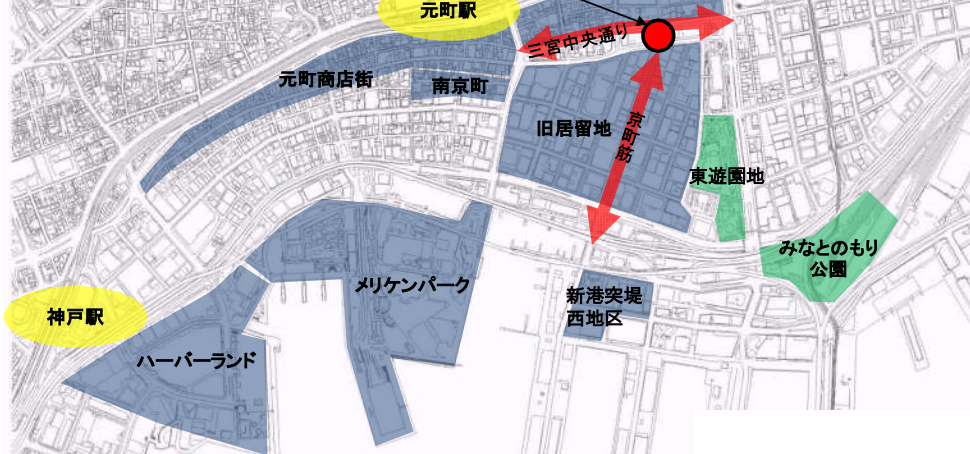 元町駅
三宮中央通り
元町商店街
南京町
旧居留地
京町筋
東遊園地
みなとのもり
公園
メリケンパーク
新港突堤
西地区
神戸駅
ハーバーランド